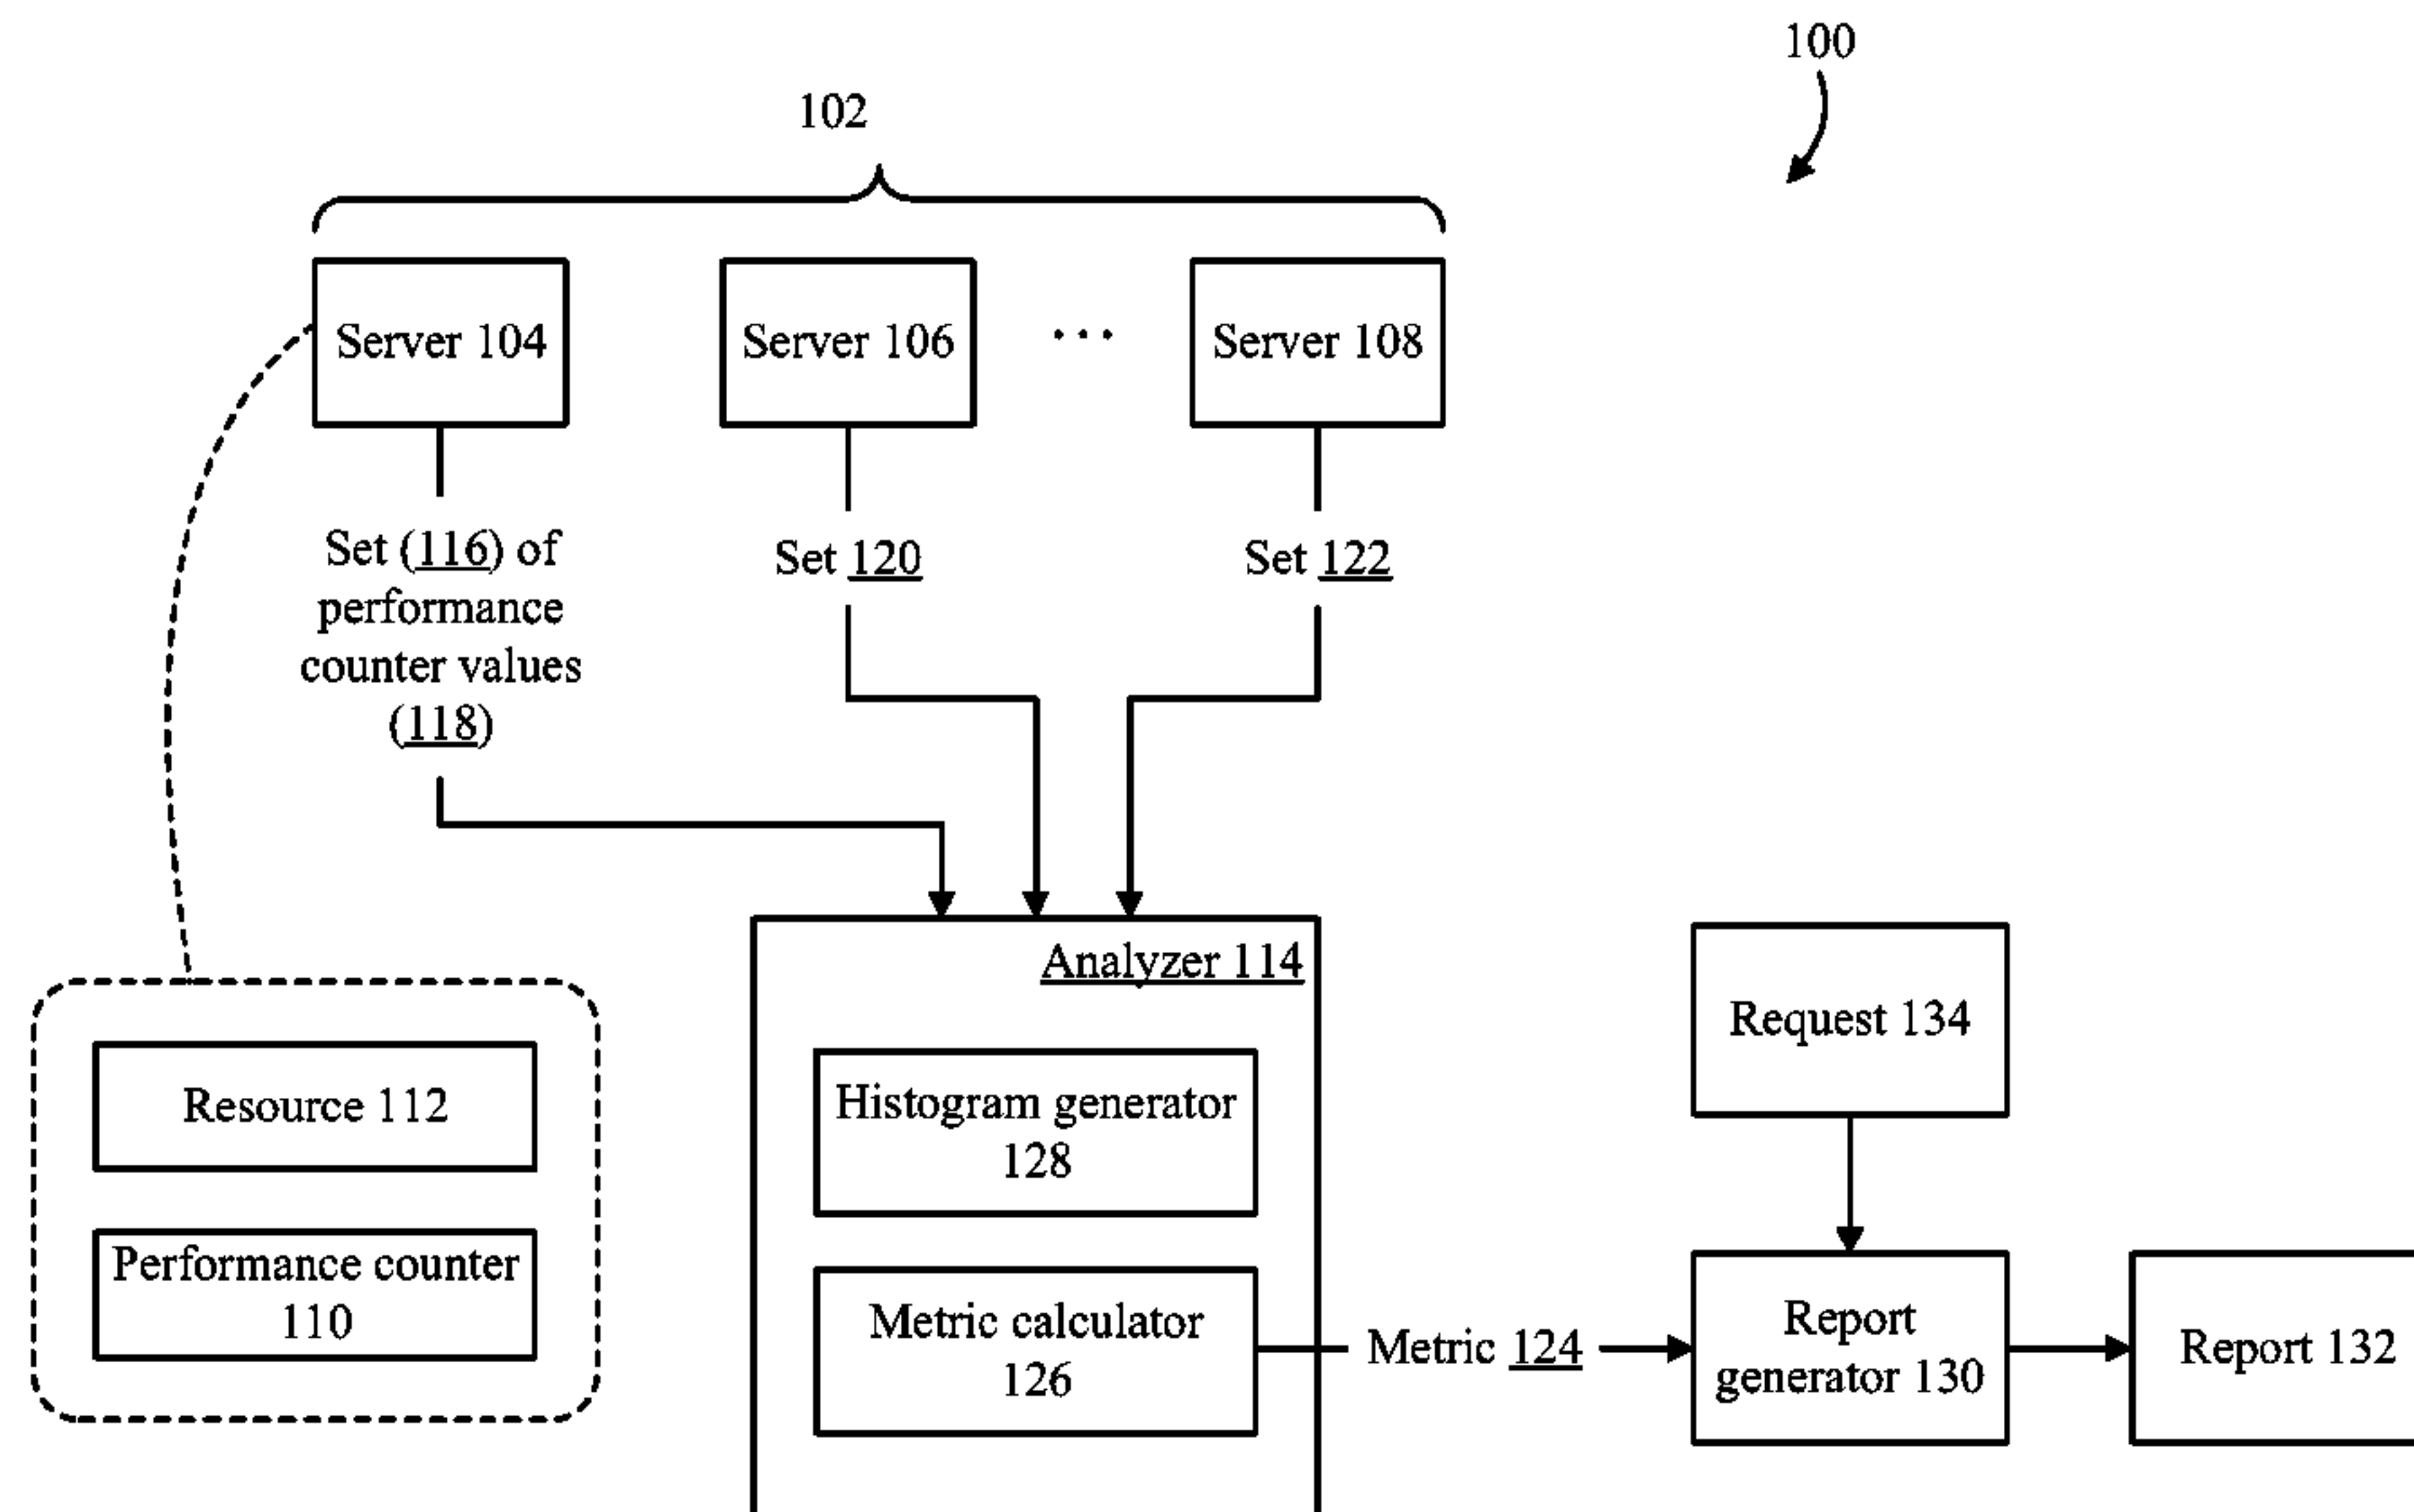 100
102
Server 104
Server 106
...
Server 108
Set (116) of
performance
counter values
(118)
Set 120
Set 122
Analyzer 114
Resource 112
Performance counter
110
Histogram generator
128
Metric calculator
126
Metric 124
Request 134
Report
generator 130
Report 132